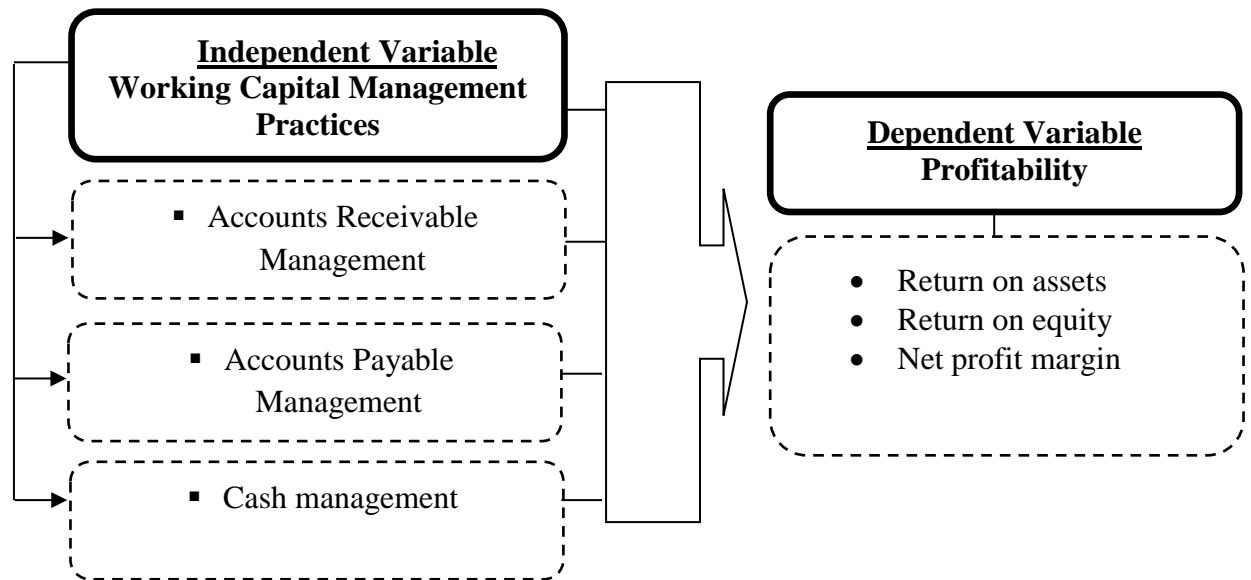 Independent Variable
Working Capital Management
Practices
▪ Accounts Receivable
Management
▪ Accounts Payable
Management
▪ Cash management
Dependent Variable
Profitability
• Return on assets
• Return on equity
• Net profit margin